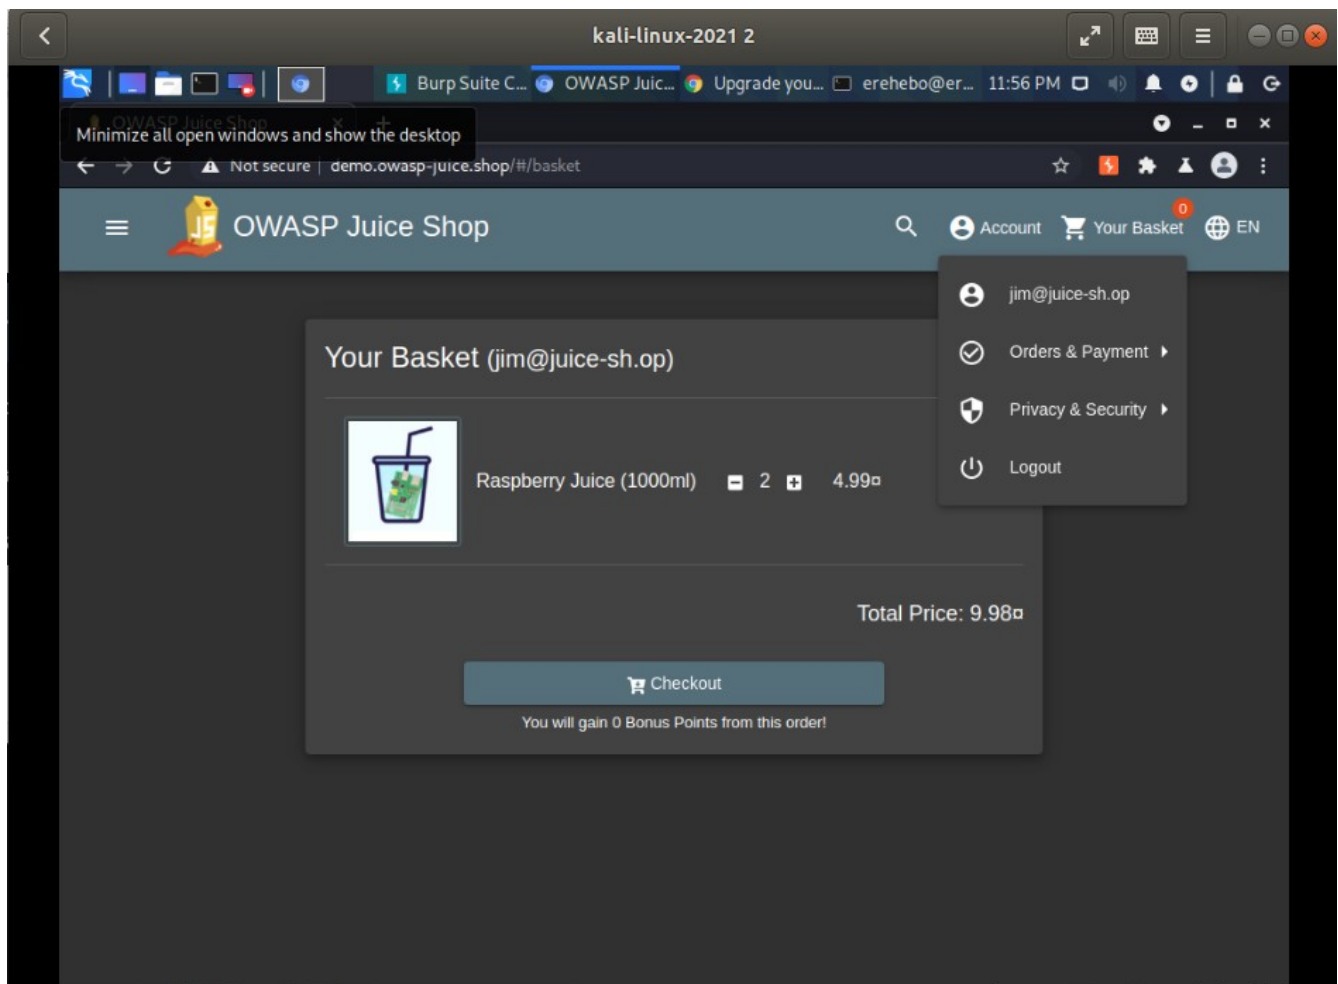 kali-linux-2021 2
Burp Suite C... OWASP Juic... Upgrade you... erehebo@er... 11:56 PM
OWASP Juice Shop
Minimize all open windows and show the desktop
Not secure | demo.owasp-juice.shop/#/basket
OWASP Juice Shop Account Your Basket 0 EN
jim@juice-sh.op
Orders & Payment
Privacy & Security
Logout
Your Basket (jim@juice-sh.op)
Raspberry Juice (1000ml) 2 4.99¤
Total Price: 9.98¤
Checkout
You will gain 0 Bonus Points from this order!